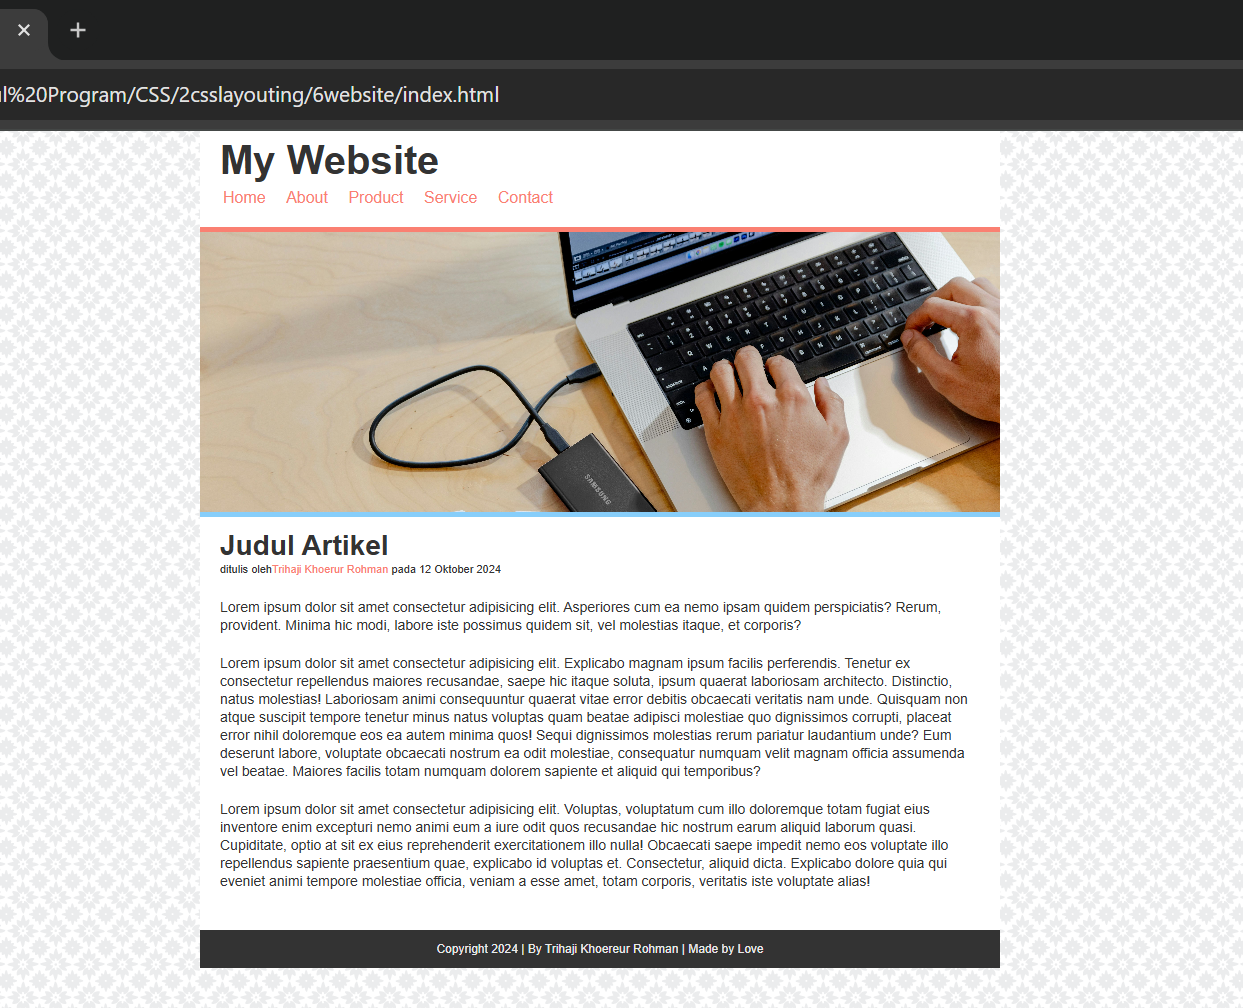 l%20Program/CSS/2csslayouting/6website/index.html
My Website
Home About Product Service Contact
SAMSUNG
Judul Artikel
ditulis olehTrihaji Khoerur Rohman pada 12 Oktober 2024
Lorem ipsum dolor sit amet consectetur adipisicing elit. Asperiores cum ea nemo ipsam quidem perspiciatis? Rerum,
provident. Minima hic modi, labore iste possimus quidem sit, vel molestias itaque, et corporis?
Lorem ipsum dolor sit amet consectetur adipisicing elit. Explicabo magnam ipsum facilis perferendis. Tenetur ex
consectetur repellendus maiores recusandae, saepe hic itaque soluta, ipsum quaerat laboriosam architecto. Distinctio,
natus molestias! Laboriosam animi consequuntur quaerat vitae error debitis obcaecati veritatis nam unde. Quisquam non
atque suscipit tempore tenetur minus natus voluptas quam beatae adipisci molestiae quo dignissimos corrupti, placeat
error nihil doloremque eos ea autem minima quos! Sequi dignissimos molestias rerum pariatur laudantium unde? Eum
deserunt labore, voluptate obcaecati nostrum ea odit molestiae, consequatur numquam velit magnam officia assumenda
vel beatae. Maiores facilis totam numquam dolorem sapiente et aliquid qui temporibus?
Lorem ipsum dolor sit amet consectetur adipisicing elit. Voluptas, voluptatum cum illo doloremque totam fugiat eius
inventore enim excepturi nemo animi eum a iure odit quos recusandae hic nostrum earum aliquid laborum quasi.
Cupiditate, optio at sit ex eius reprehenderit exercitationem illo nulla! Obcaecati saepe impedit nemo eos voluptate illo
repellendus sapiente praesentium quae, explicabo id voluptas et. Consectetur, aliquid dicta. Explicabo dolore quia qui
eveniet animi tempore molestiae officia, veniam a esse amet, totam corporis, veritatis iste voluptate alias!
Copyright 2024 | By Trihaji Khoereur Rohman | Made by Love